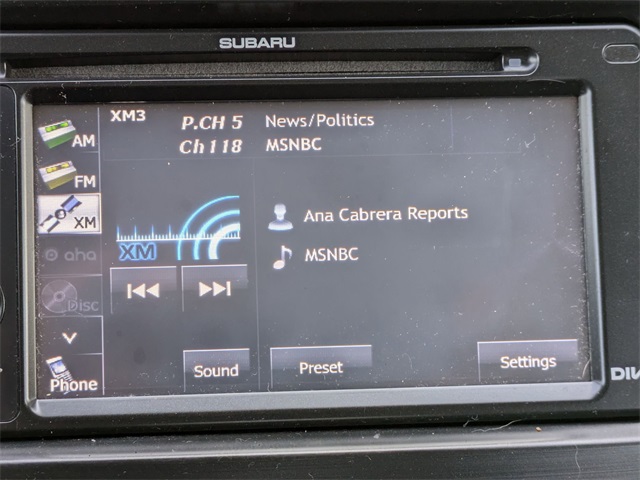 SUBARU
XM3
P.CH 5 News/Politics
Ch118 MSNBC
AM
FM
XM
aha
Disc
Phone
XM
Ana Cabrera Reports
MSNBC
Sound
Preset
Settings